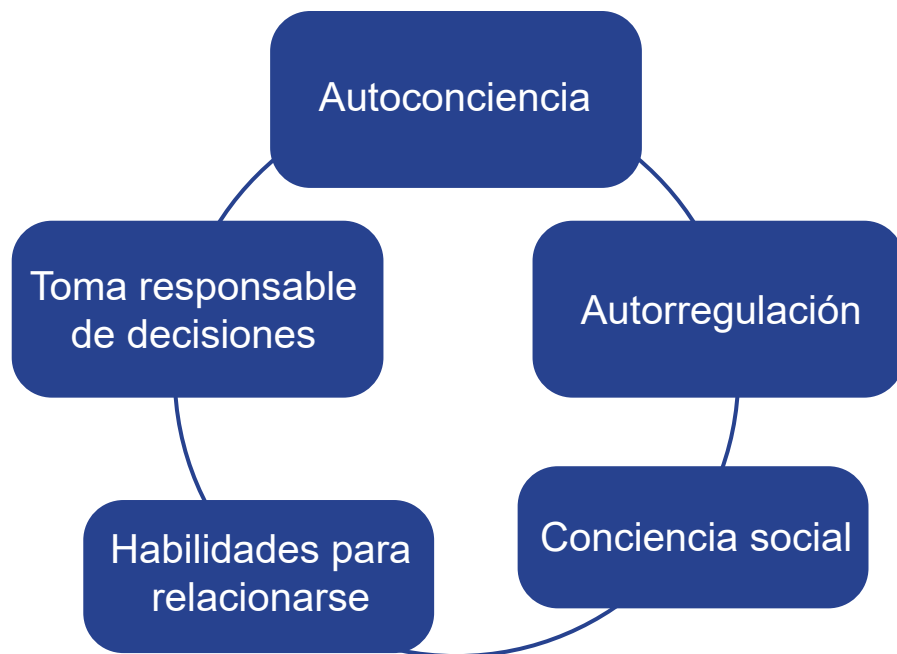 Autoconciencia
Toma responsable
de decisiones
Autorregulación
Habilidades para
relacionarse
Conciencia social